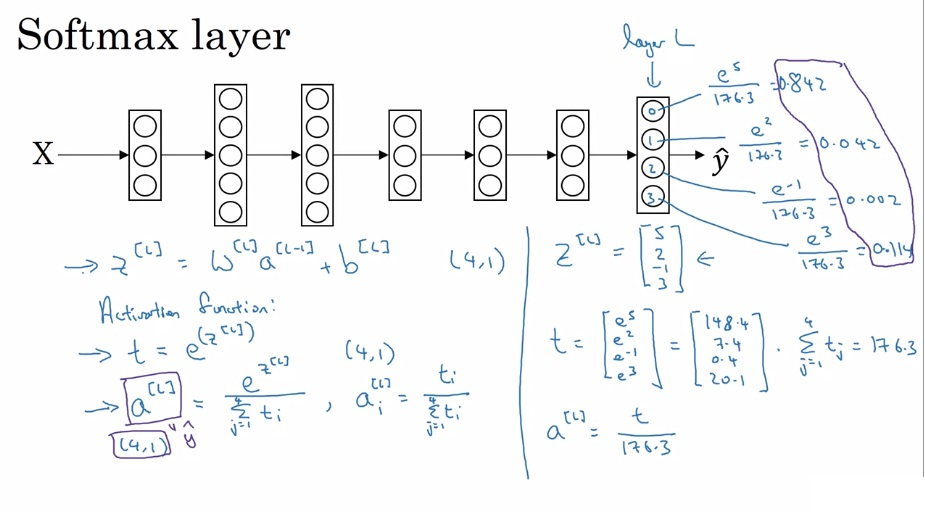 Softmax layer
layer L
X
0
1
2
3
ŷ
e^5 / 176.3 = 0.842
e^2 / 176.3 = 0.042
e^-1 / 176.3 = 0.002
e^3 / 176.3 = 0.114
→ z^[L] = W^[L] a^[L-1] + b^[L] (4,1)
Activation function:
→ t = e^(z^[L]) (4,1)
→ a^[L] = e^z^[L] / ∑_{j=1}^4 t_i , a_i^[L] = t_i / ∑_{j=1}^4 t_i
(4,1) ŷ
z^[L] = [5 2 -1 3] ←
t = [e^5 e^2 e^-1 e^3] = [148.4 7.4 0.4 20.1] . ∑_{j=1}^4 t_j = 176.3
a^[L] = t / 176.3